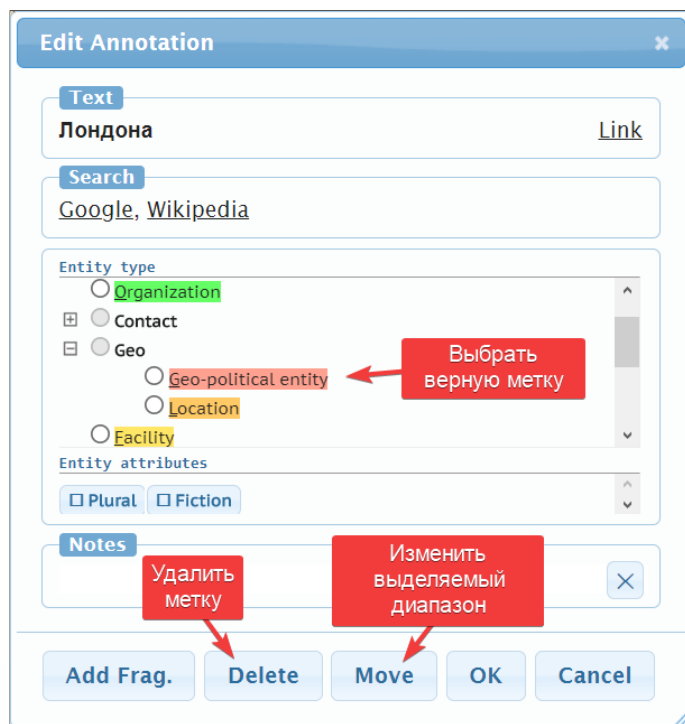 Edit Annotation
Text
Лондона
Link
Search
Google, Wikipedia
Entity type
Organization
Contact
Geo
Geo-political entity
Выбрать
верную метку
Location
Facility
Entity attributes
Plural
Fiction
Notes
Удалить
метку
Изменить
выделяемый
диапазон
Add Frag.
Delete
Move
OK
Cancel